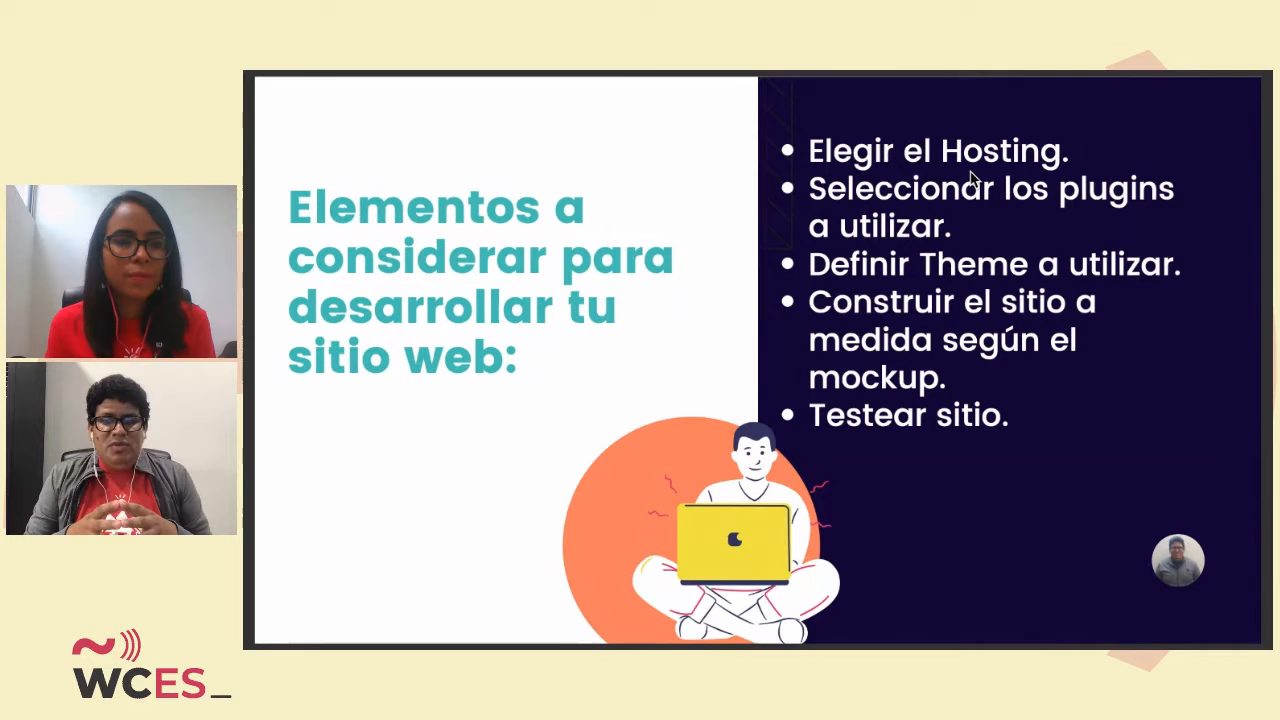 Elementos a
considerar para
desarrollar tu
sitio web:
• Elegir el Hosting.
• Seleccionar los plugins
a utilizar.
• Definir Theme a utilizar.
• Construir el sitio a
medida según el
mockup.
• Testear sitio.
WCES_